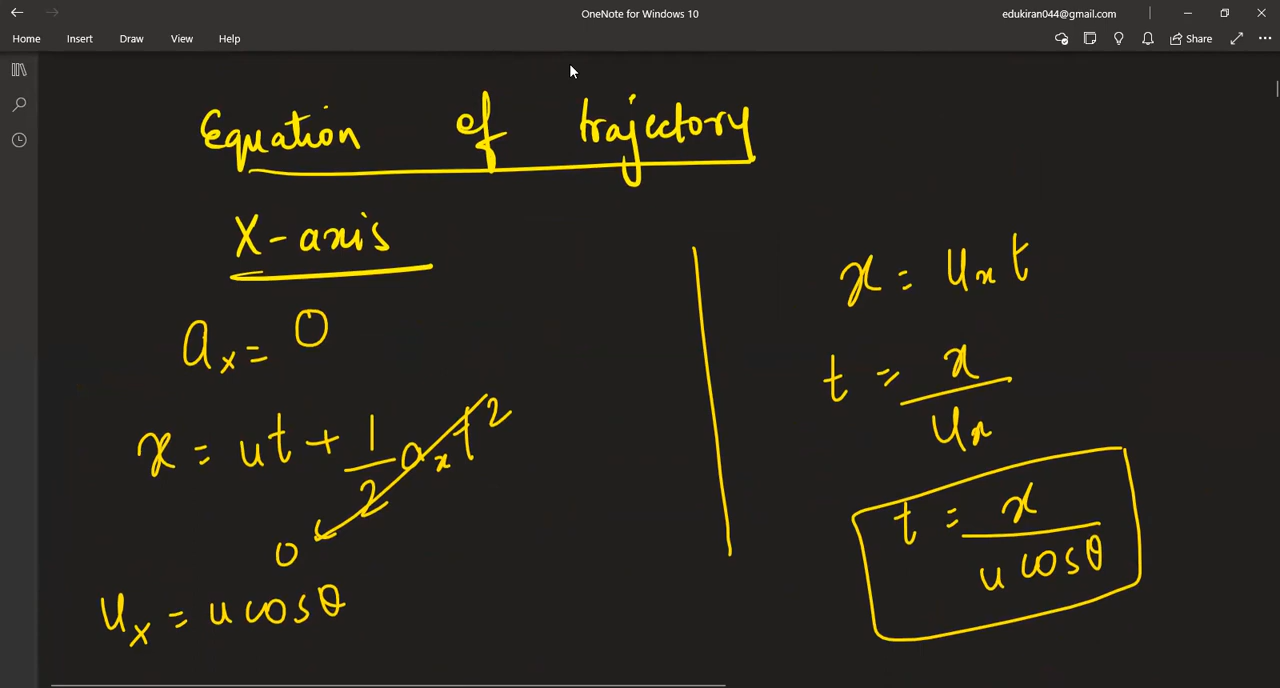 OneNote for Windows 10
edukiran044@gmail.com
Home Insert Draw View Help
Share
Equation of trajectory
X-axis
aₓ = 0
x = ut + 1/2 aₓt²
0
uₓ = u cosθ
x = uₓt
t = x/uₓ
t = x/u cosθ